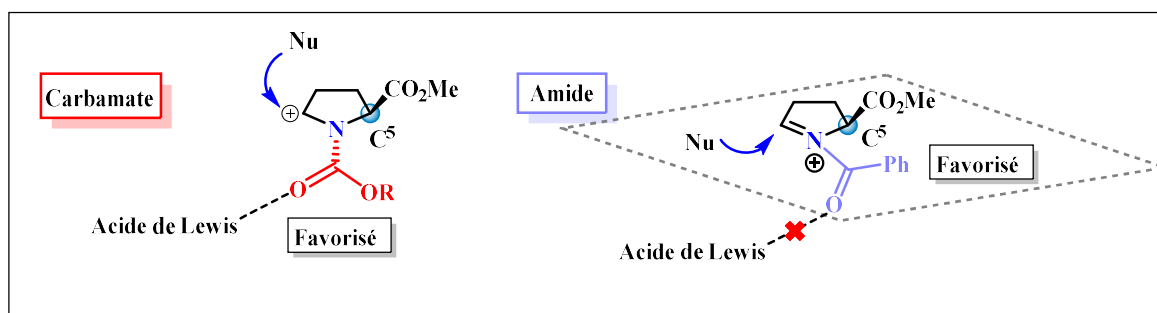 Nu
Carbamate
CO2Me
⊕
N
C5
O
OR
Acide de Lewis
Favorisé
Amide
CO2Me
Nu
N
C5
⊕
Ph
Favorisé
O
Acide de Lewis